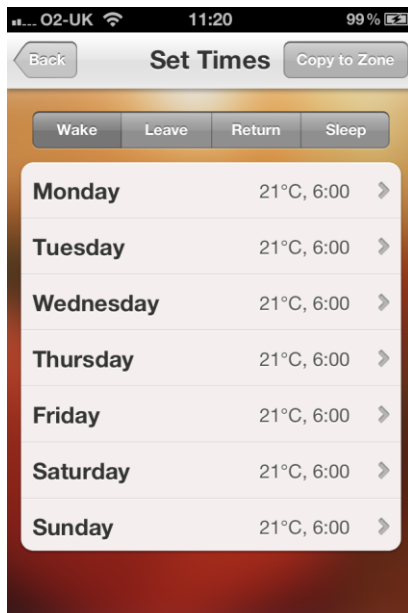 O2-UK 11:20 99%
Back Set Times Copy to Zone
Wake Leave Return Sleep
Monday 21°C, 6:00
Tuesday 21°C, 6:00
Wednesday 21°C, 6:00
Thursday 21°C, 6:00
Friday 21°C, 6:00
Saturday 21°C, 6:00
Sunday 21°C, 6:00